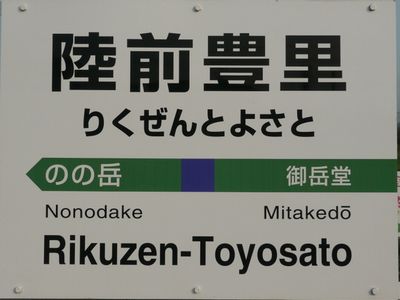 陸前豊里
りくぜんとよさと
のの岳 御岳堂
Nonodake Mitakedō
Rikuzen-Toyosato